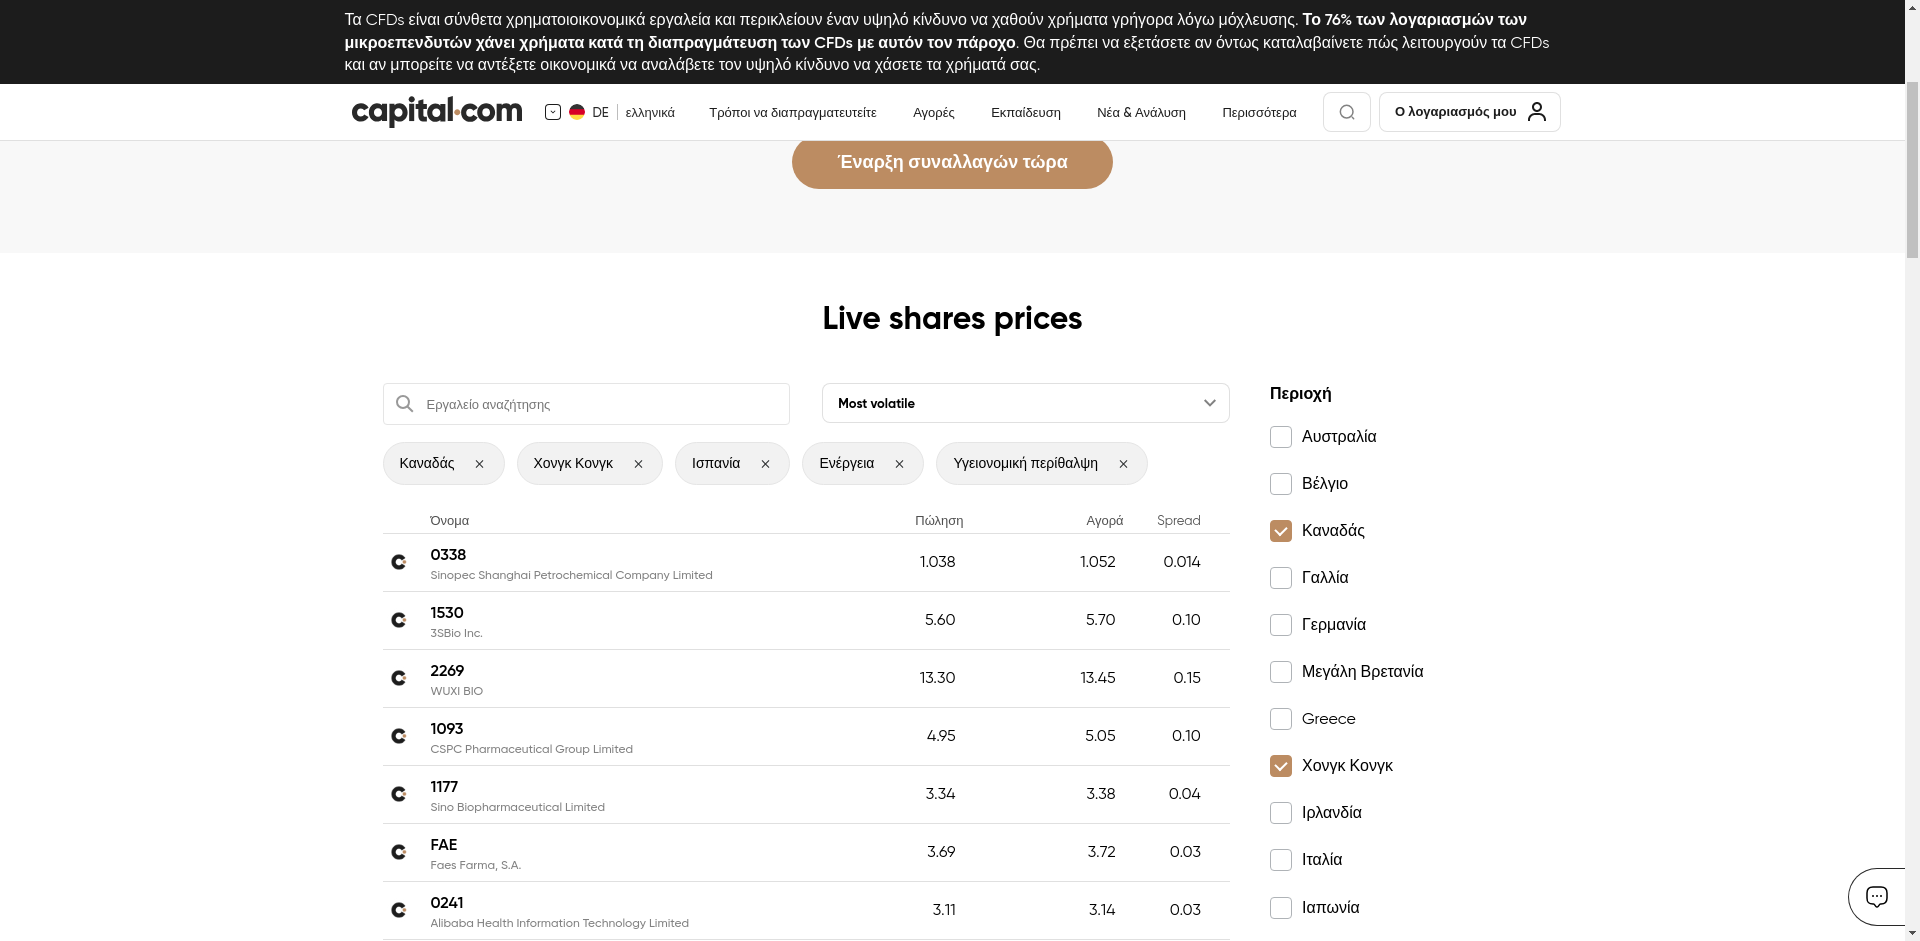 Τα CFDs είναι σύνθετα χρηματοιοικονομικά εργαλεία και περικλείουν έναν υψηλό κίνδυνο να χαθούν χρήματα γρήγορα λόγω μόχλευσης. Το 76% των λογαριασμών των
μικροεπενδυτών χάνει χρήματα κατά τη διαπραγμάτευση των CFDs με αυτόν τον πάροχο. Θα πρέπει να εξετάσετε αν όντως καταλαβαίνετε πώς λειτουργούν τα CFDs
και αν μπορείτε να αντέξετε οικονομικά να αναλάβετε τον υψηλό κίνδυνο να χάσετε τα χρήματά σας.
capital.com DE ελληνικά Τρόποι να διαπραγματευτείτε Αγορές Εκπαίδευση Νέα & Ανάλυση Περισσότερα Ο λογαριασμός μου
Έναρξη συναλλαγών τώρα
Live shares prices
Εργαλείο αναζήτησης Most volatile
Καναδάς Χονγκ Κονγκ Ισπανία Ενέργεια Υγειονομική περίθαλψη
Όνομα Πώληση Αγορά Spread
0338 1.038 1.052 0.014
Sinopec Shanghai Petrochemical Company Limited
1530 5.60 5.70 0.10
3SBio Inc.
2269 13.30 13.45 0.15
WUXI BIO
1093 4.95 5.05 0.10
CSPC Pharmaceutical Group Limited
1177 3.34 3.38 0.04
Sino Biopharmaceutical Limited
FAE 3.69 3.72 0.03
Faes Farma, S.A.
0241 3.11 3.14 0.03
Alibaba Health Information Technology Limited
Περιοχή
Αυστραλία
Βέλγιο
Καναδάς
Γαλλία
Γερμανία
Μεγάλη Βρετανία
Greece
Χονγκ Κονγκ
Ιρλανδία
Ιταλία
Ιαπωνία